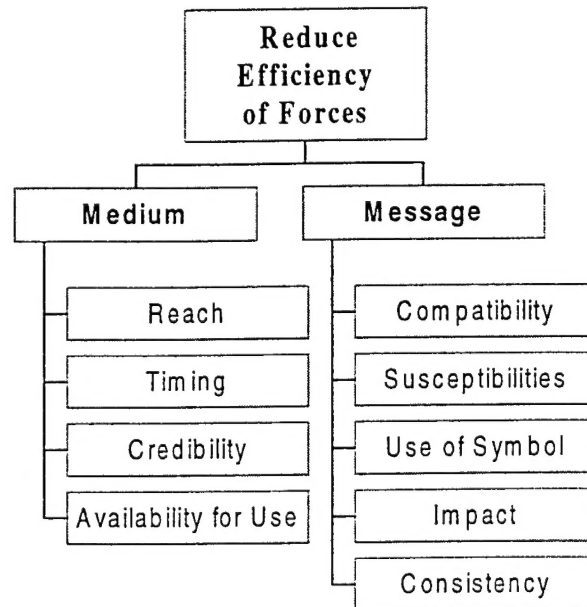 Reduce
Efficiency
of Forces
Medium
Reach
Timing
Credibility
Availability for Use
Message
Compatibility
Susceptibilities
Use of Symbol
Impact
Consistency